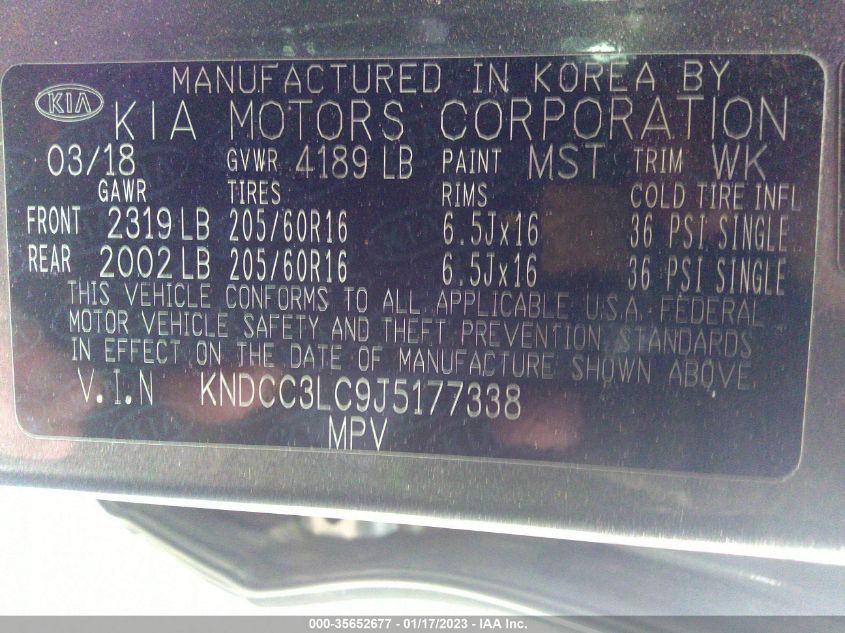 MANUFACTURED IN KOREA BY
KIA
KIA MOTORS CORPORATION
03/18 GVWR 4189 LB PAINT MST TRIM WK
GAWR TIRES RIMS COLD TIRE INFL
FRONT 2319 LB 205/60R16 6.5Jx16 36 PSI SINGLE
REAR 2002 LB 205/60R16 6.5Jx16 36 PSI SINGLE
THIS VEHICLE CONFORMS TO ALL APPLICABLE U.S.A. FEDERAL
MOTOR VEHICLE SAFETY AND THEFT PREVENTION STANDARDS
IN EFFECT ON THE DATE OF MANUFACTURE SHOWN ABOVE.
V.I.N KNDCC3LC9J5177338
MPV
000-35652677 - 01/17/2023 - IAA Inc.